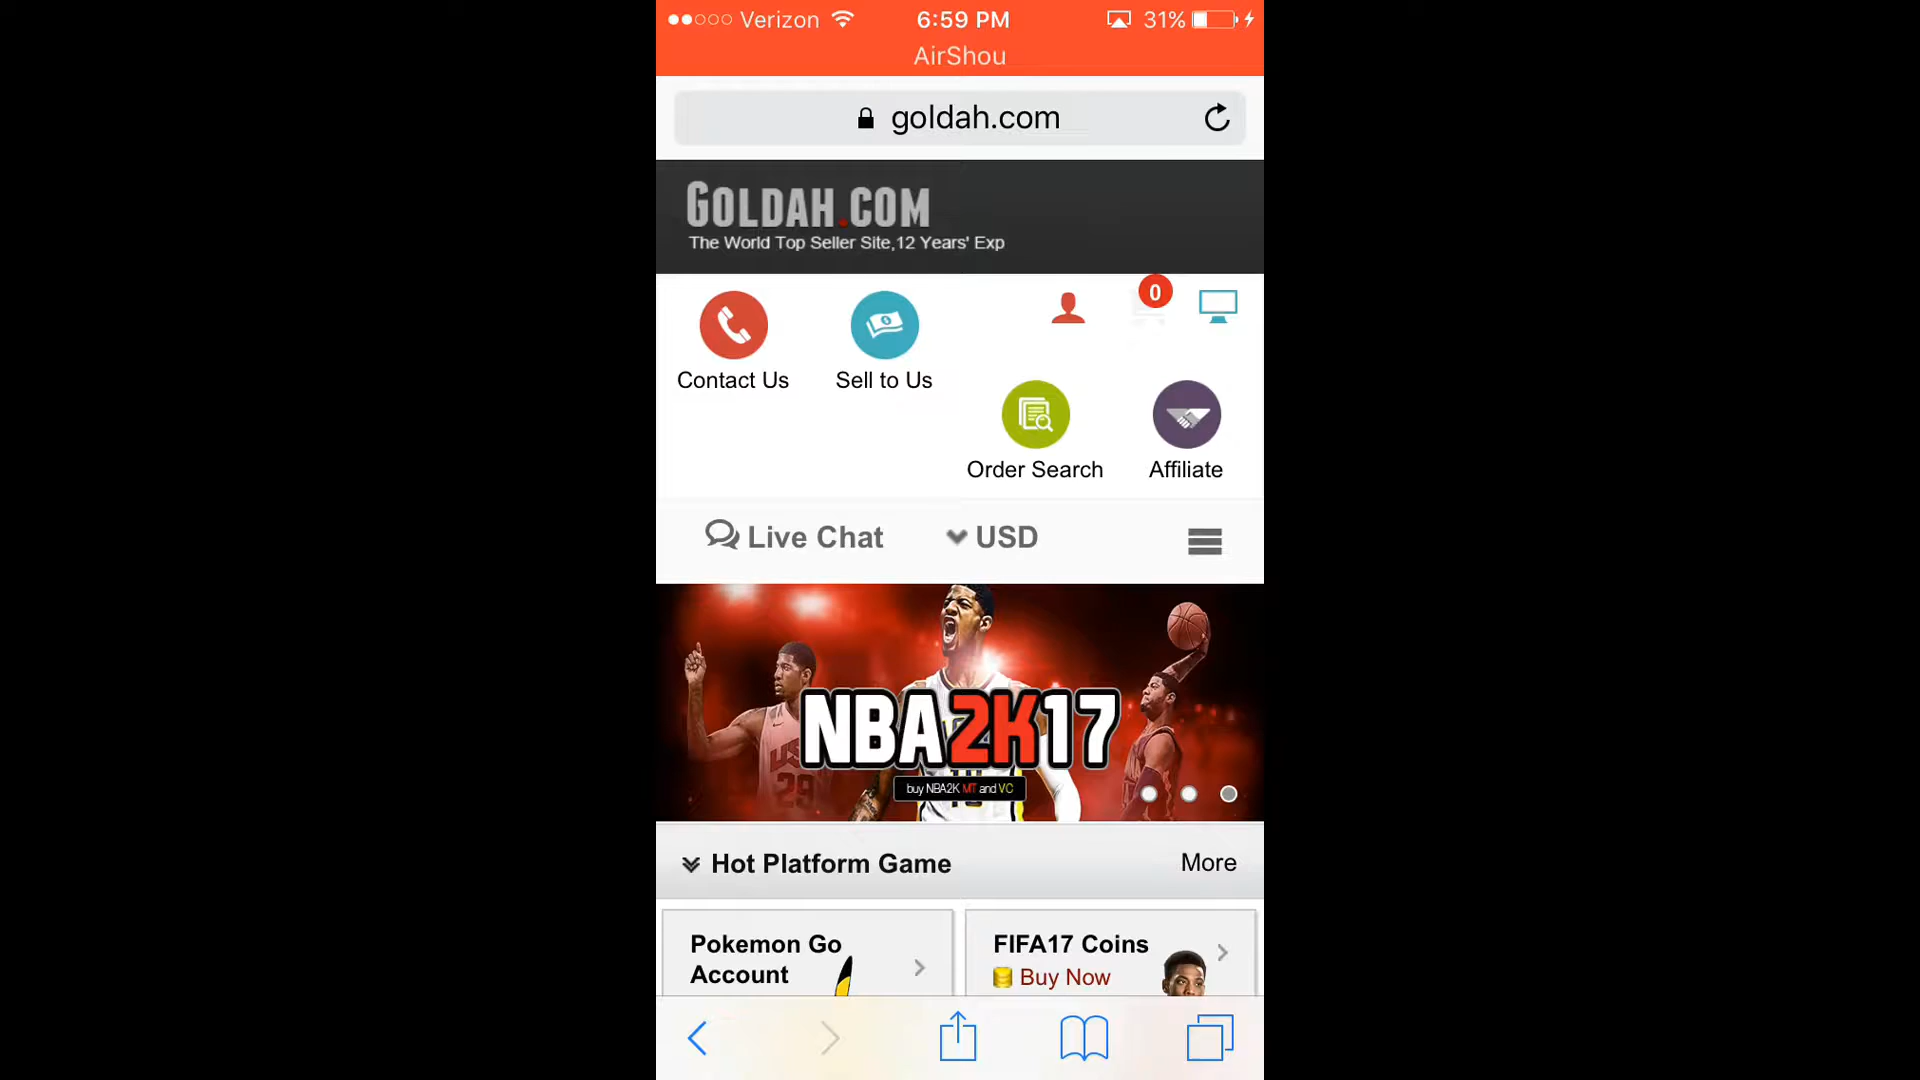 Verizon 6:59 PM 31%
AirShou
goldah.com
GOLDAH.COM
The World Top Seller Site,12 Years' Exp
0
Contact Us Sell to Us
Order Search Affiliate
Live Chat USD
US
29
NBA2K17
buy NBA2K MT and VC
Hot Platform Game More
Pokemon Go
Account
FIFA17 Coins
Buy Now